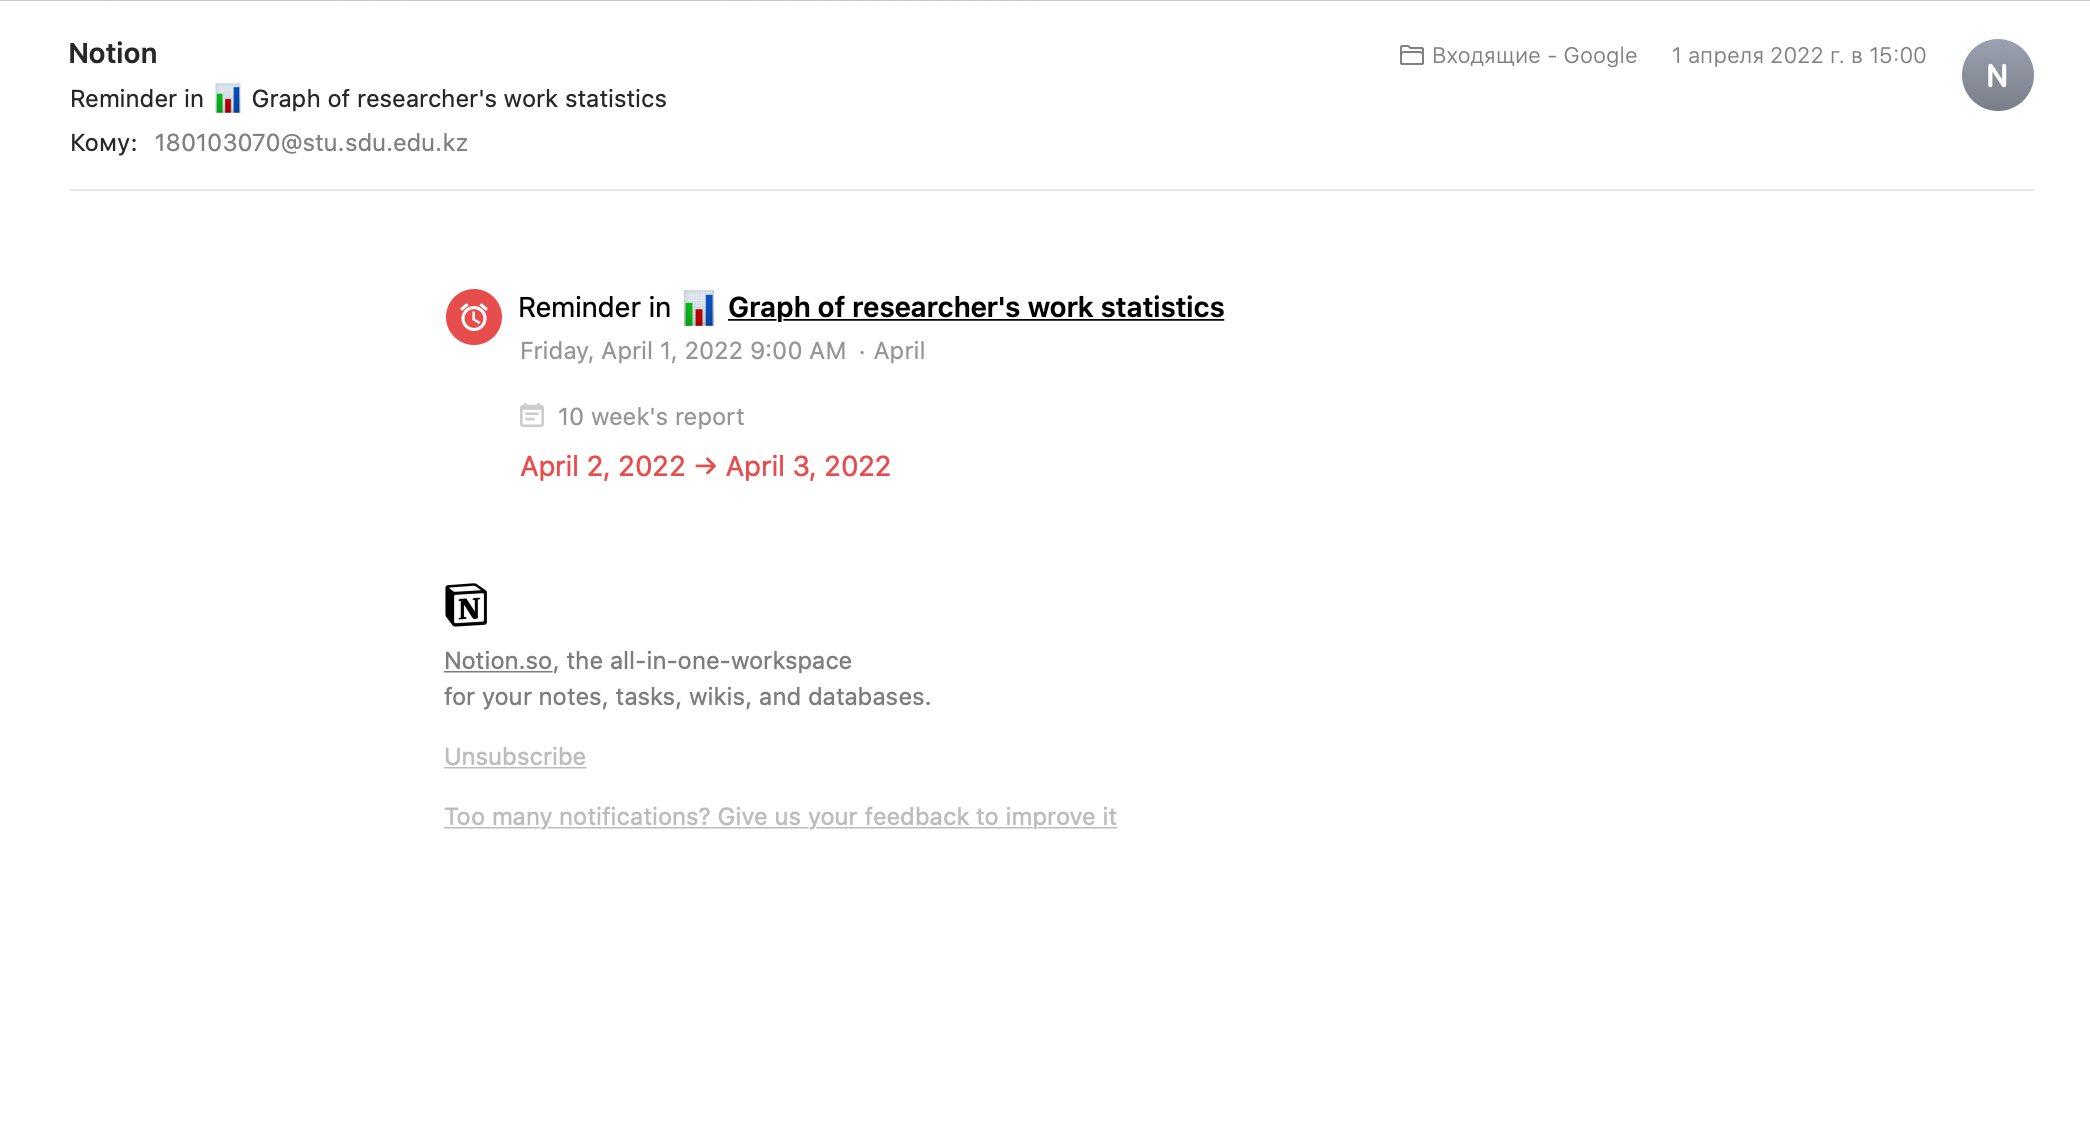 Notion
Входящие - Google
1 апреля 2022 г. в 15:00
N
Reminder in 📊 Graph of researcher's work statistics
Кому: 180103070@stu.sdu.edu.kz
Reminder in 📊 Graph of researcher's work statistics
Friday, April 1, 2022 9:00 AM · April
10 week's report
April 2, 2022 → April 3, 2022
N
Notion.so, the all-in-one-workspace
for your notes, tasks, wikis, and databases.
Unsubscribe
Too many notifications? Give us your feedback to improve it